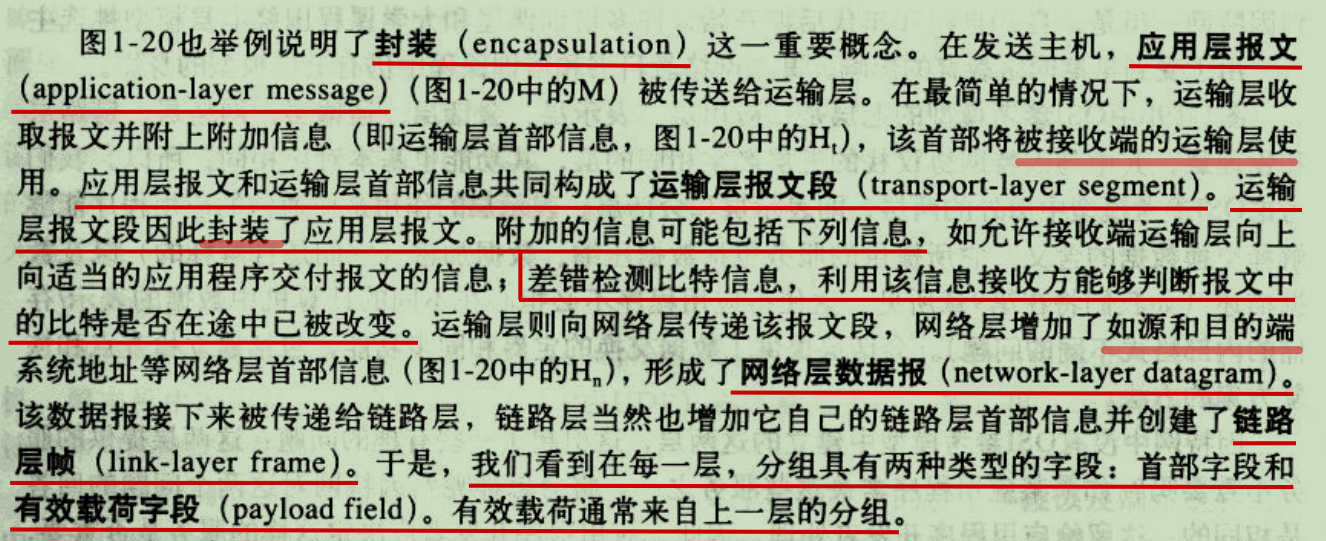 图1-20也举例说明了封装（encapsulation）这一重要概念。在发送主机，应用层报文
（application-layer message）（图1-20中的M）被传送给运输层。在最简单的情况下，运输层收
取报文并附上附加信息（即运输层首部信息，图1-20中的Ht），该首部将被接收端的运输层使
用。应用层报文和运输层首部信息共同构成了运输层报文段（transport-layer segment）。运输
层报文段因此封装了应用层报文。附加的信息可能包括下列信息，如允许接收端运输层向上
向适当的应用程序交付报文的信息；差错检测比特信息，利用该信息接收方能够判断报文中
的比特是否在途中已被改变。运输层则向网络层传递该报文段，网络层增加了如源和目的端
系统地址等网络层首部信息（图1-20中的Hn），形成了网络层数据报（network-layer datagram）。
该数据报接下来被传递给链路层，链路层当然也增加它自己的链路层首部信息并创建了链路
层帧（link-layer frame）。于是，我们看到在每一层，分组具有两种类型的字段：首部字段和
有效载荷字段（payload field）。有效载荷通常来自上一层的分组。